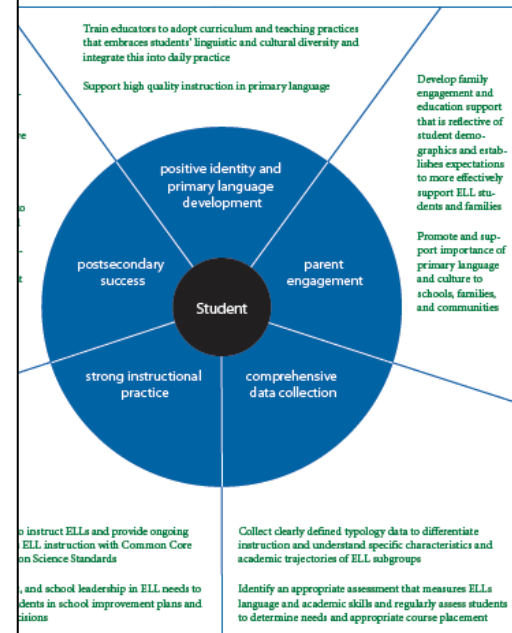 Train educators to adopt curriculum and teaching practices
that embraces students' linguistic and cultural diversity and
integrate this into daily practice
Support high quality instruction in primary language
Develop family
engagement and
education support
that is reflective of
student demo-
graphics and estab-
lishes expectations
to more effectively
support ELL stu-
dents and families
Promote and sup-
port importance of
primary language
and culture to
schools, families,
and communities
positive identity and
primary language
development
postsecondary
success
parent
engagement
Student
strong instructional
practice
comprehensive
data collection
to instruct ELLs and provide ongoing
ELL instruction with Common Core
on Science Standards
, and school leadership in ELL needs to
in school improvement plans and
Collect clearly defined typology data to differentiate
instruction and understand specific characteristics and
academic trajectories of ELL subgroups
Identify an appropriate assessment that measures ELLs
language and academic skills and regularly assess students
to determine needs and appropriate course placement